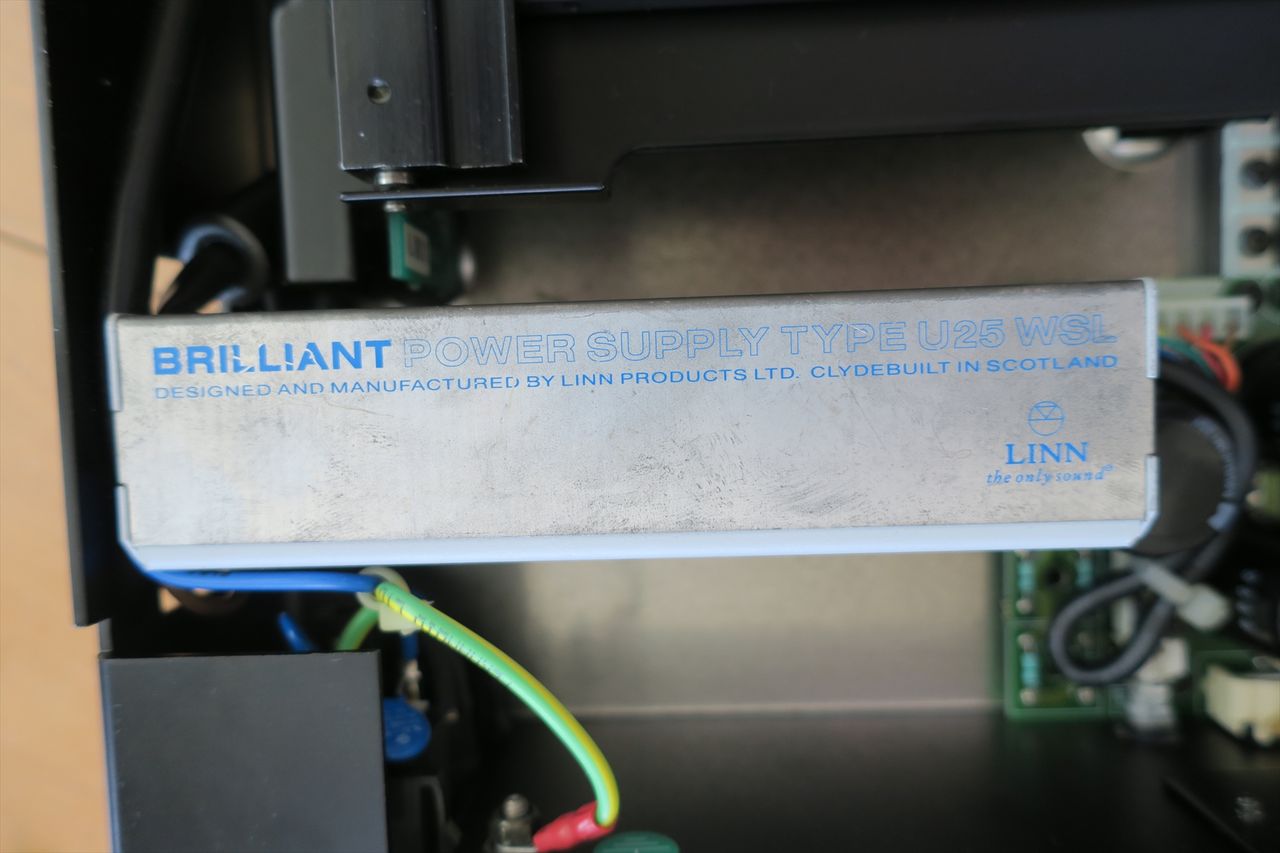 BRILLIANT POWER SUPPLY TYPE U25 WSL
DESIGNED AND MANUFACTURED BY LINN PRODUCTS LTD. CLYDEBUILT IN SCOTLAND
LINN
the only sound